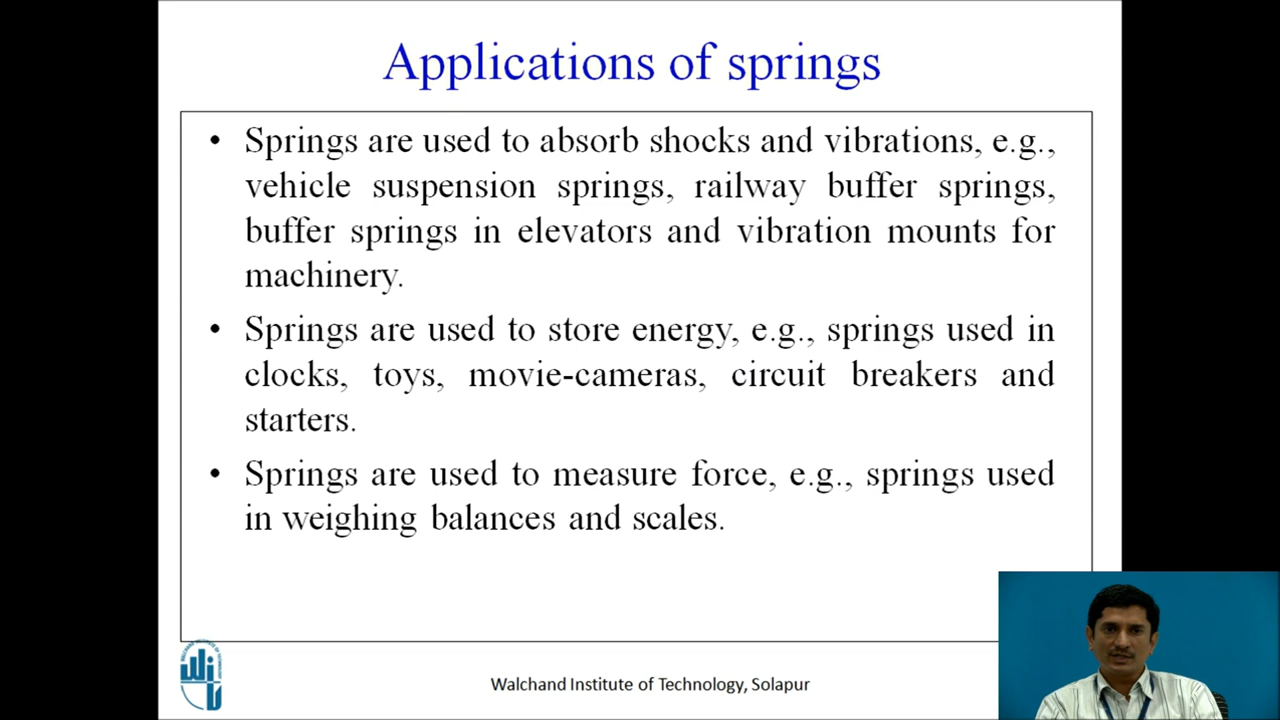 Applications of springs
• Springs are used to absorb shocks and vibrations, e.g.,
vehicle suspension springs, railway buffer springs,
buffer springs in elevators and vibration mounts for
machinery.
• Springs are used to store energy, e.g., springs used in
clocks, toys, movie-cameras, circuit breakers and
starters.
• Springs are used to measure force, e.g., springs used
in weighing balances and scales.
Walchand Institute of Technology, Solapur